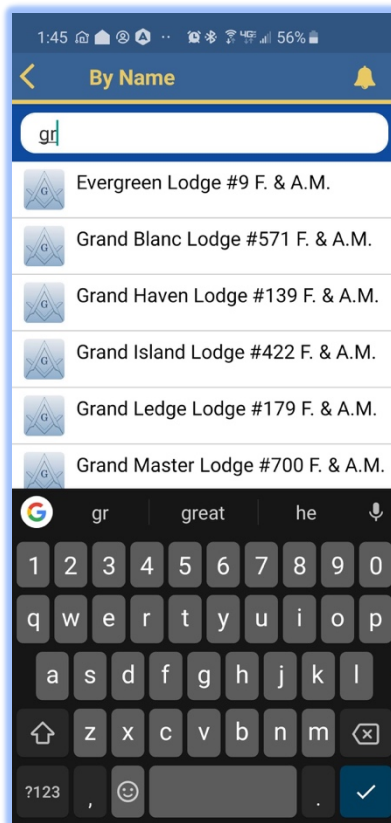 1:45 56%
By Name
gr
Evergreen Lodge #9 F. & A.M.
Grand Blanc Lodge #571 F. & A.M.
Grand Haven Lodge #139 F. & A.M.
Grand Island Lodge #422 F. & A.M.
Grand Ledge Lodge #179 F. & A.M.
Grand Master Lodge #700 F. & A.M.
G gr great he
1 2 3 4 5 6 7 8 9 0
q w e r t y u i o p
a s d f g h j k l
z x c v b n m
?123 , .